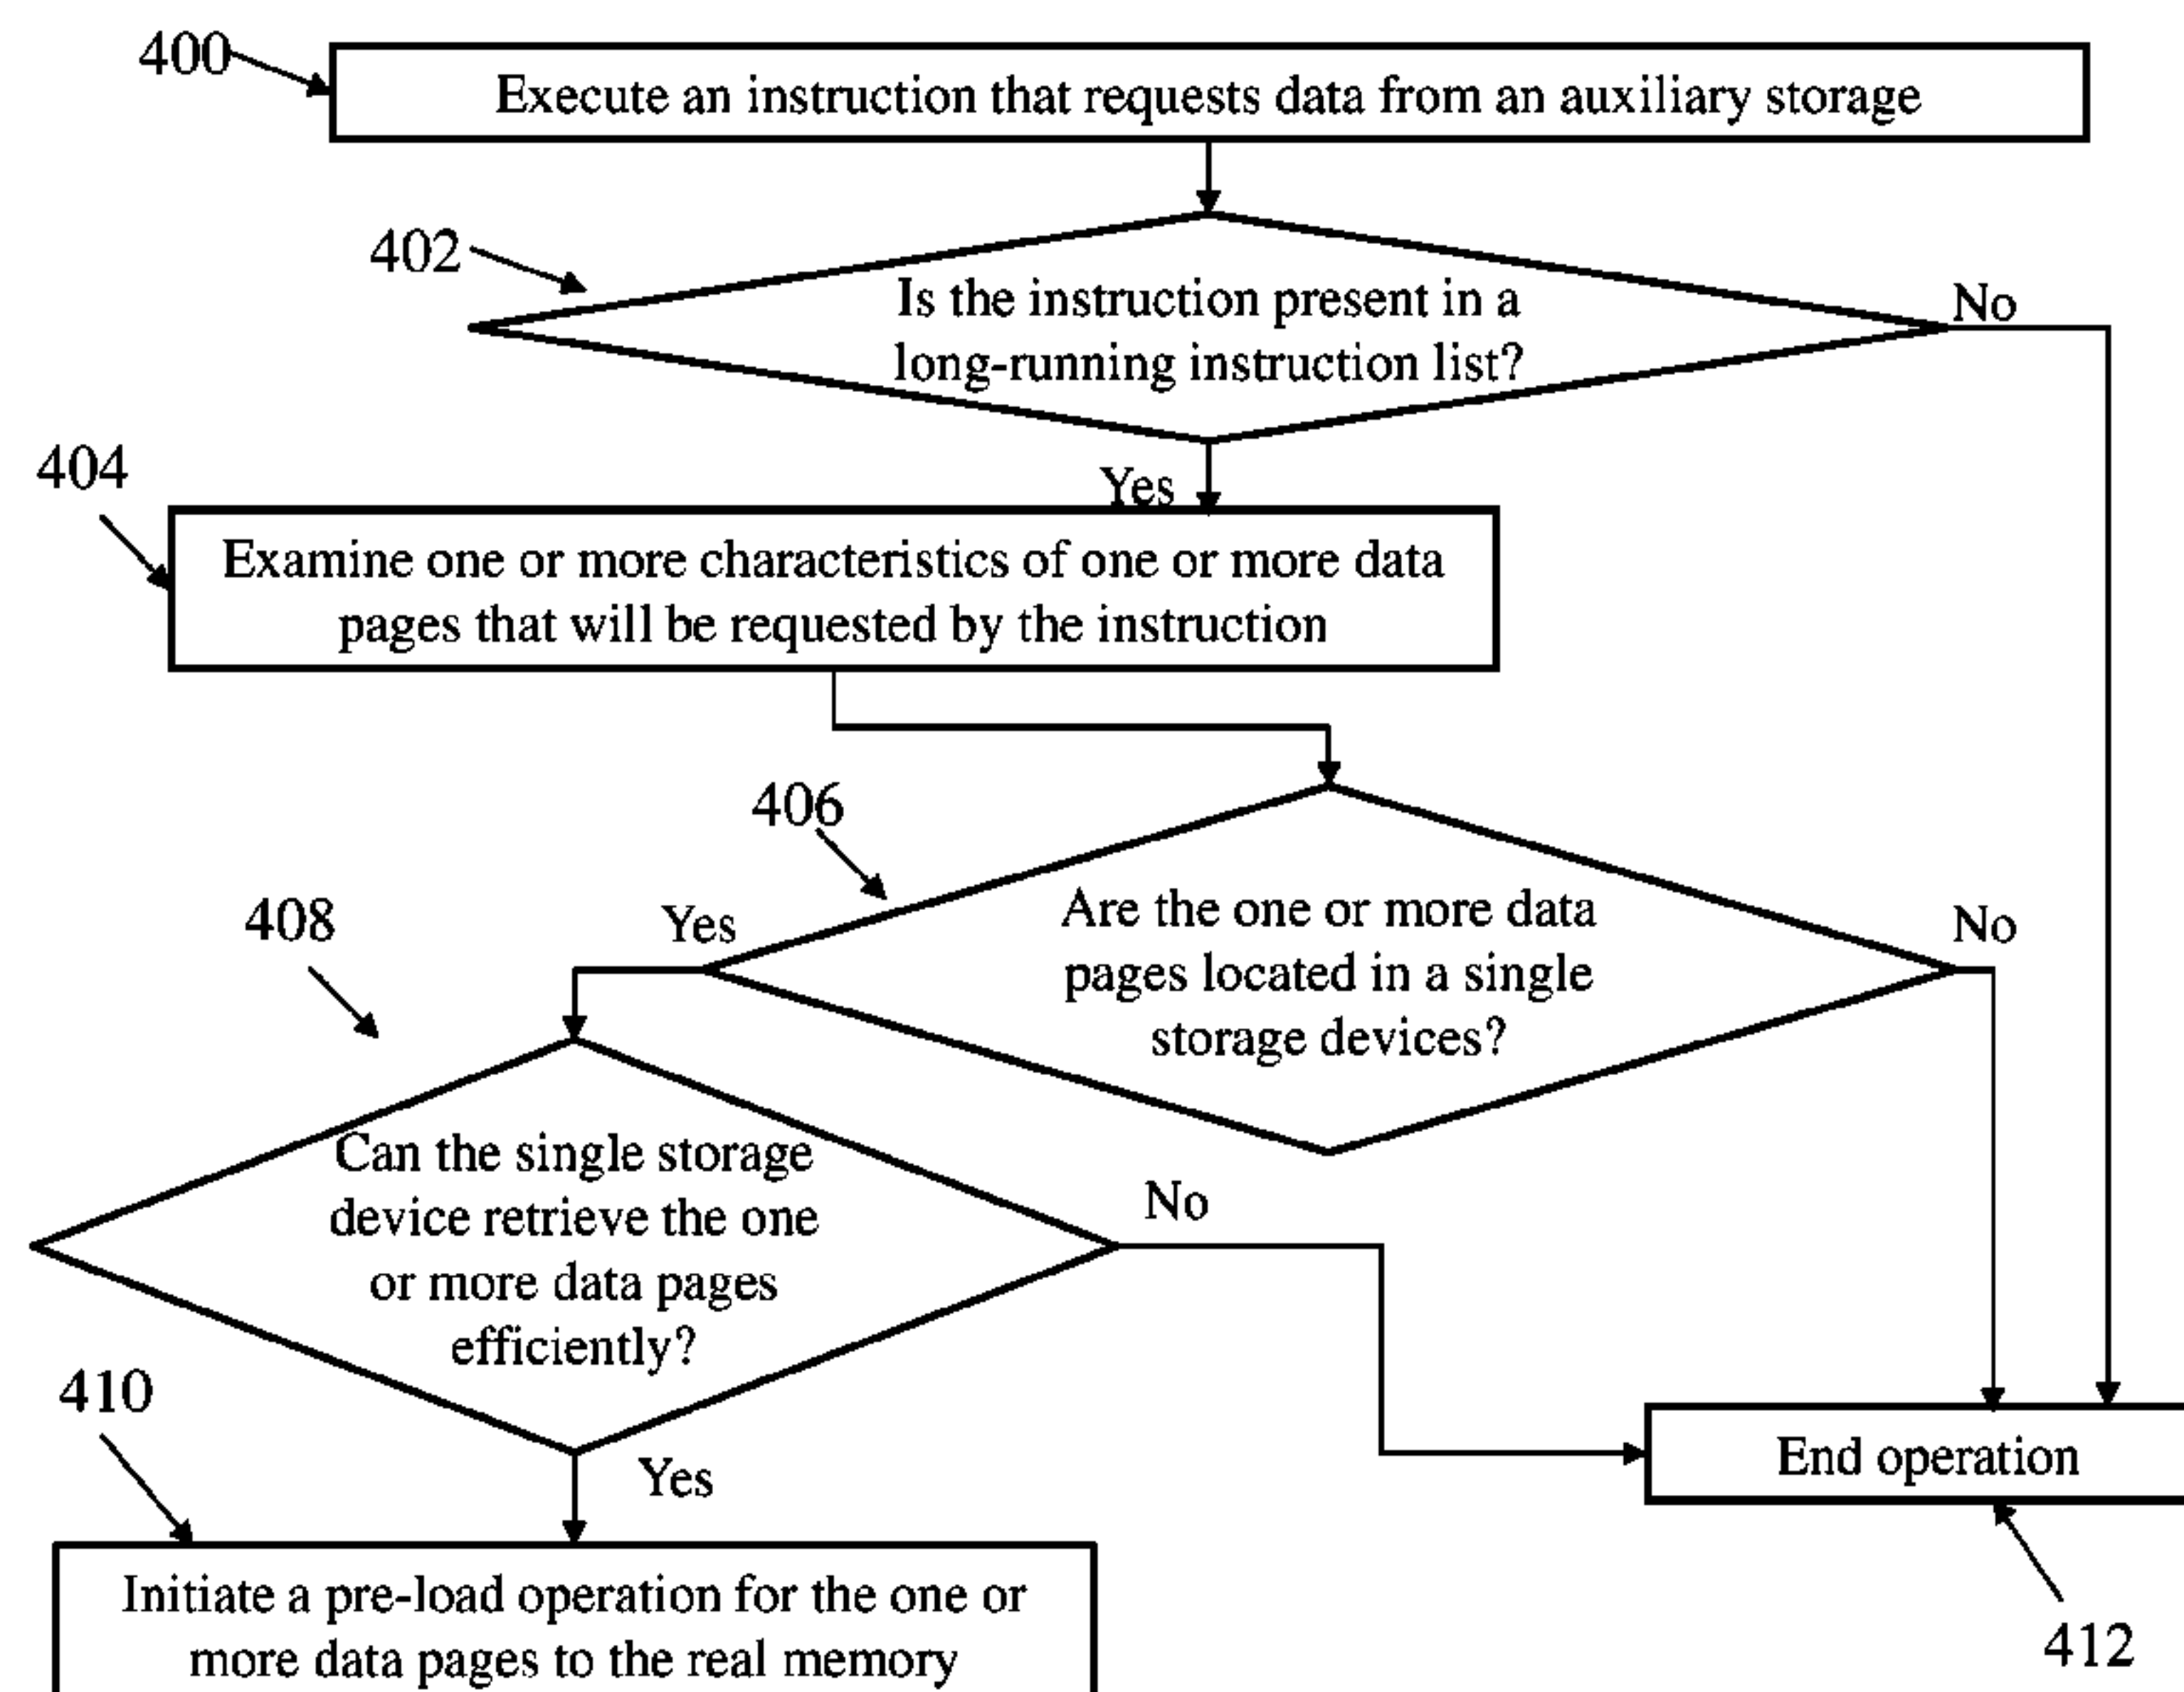 400
Execute an instruction that requests data from an auxiliary storage
402
Is the instruction present in a
long-running instruction list?
No
Yes
404
Examine one or more characteristics of one or more data
pages that will be requested by the instruction
406
Are the one or more data
pages located in a single
storage devices?
Yes
No
408
Can the single storage
device retrieve the one
or more data pages
efficiently?
No
Yes
410
Initiate a pre-load operation for the one or
more data pages to the real memory
End operation
412